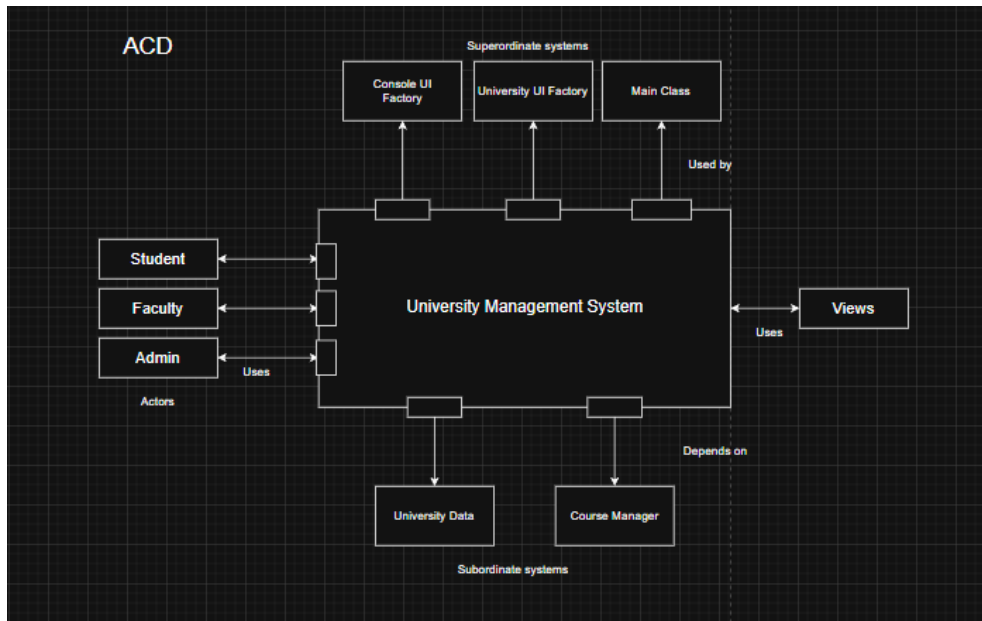 ACD
Superordinate systems
Console UI
Factory
University UI Factory
Main Class
Used by
Student
Faculty
Admin
Uses
Actors
University Management System
Views
Uses
Depends on
University Data
Course Manager
Subordinate systems